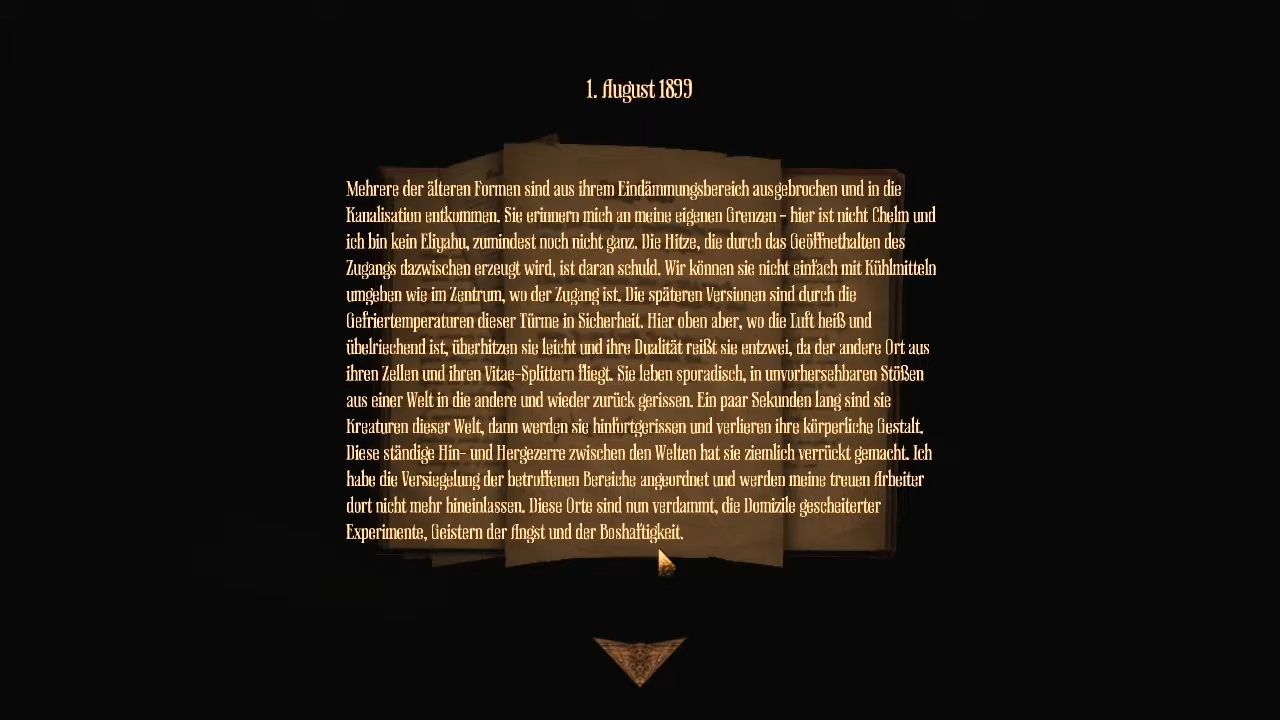 1. August 1899
Mehrere der älteren Formen sind aus ihrem Eindämmungsbereich ausgebrochen und in die
Kanalisation entkommen. Sie erinnern mich an meine eigenen Grenzen - hier ist nicht Chelm und
ich bin kein Eliyahu, zumindest noch nicht ganz. Die Hitze, die durch das Geöffnethalten des
Zugangs dazwischen erzeugt wird, ist daran schuld. Wir können sie nicht einfach mit Kühlmitteln
umgeben wie im Zentrum, wo der Zugang ist. Die späteren Versionen sind durch die
Gefriertemperaturen dieser Türme in Sicherheit. Hier oben aber, wo die Luft heiß und
übelriechend ist, überhitzen sie leicht und ihre Dualität reißt sie entzwei, da der andere Ort aus
ihren Zellen und ihren Vitae-Splittern fliegt. Sie leben sporadisch, in unvorhersehbaren Stößen
aus einer Welt in die andere und wieder zurück gerissen. Ein paar Sekunden lang sind sie
Kreaturen dieser Welt, dann werden sie hinfortgerissen und verlieren ihre körperliche Gestalt.
Diese ständige Hin- und Hergezerre zwischen den Welten hat sie ziemlich verrückt gemacht. Ich
habe die Versiegelung der betroffenen Bereiche angeordnet und werden meine treuen Arbeiter
dort nicht mehr hineinlassen. Diese Orte sind nun verdammt, die Domizile gescheiterter
Experimente, Geistern der Angst und der Boshaftigkeit.